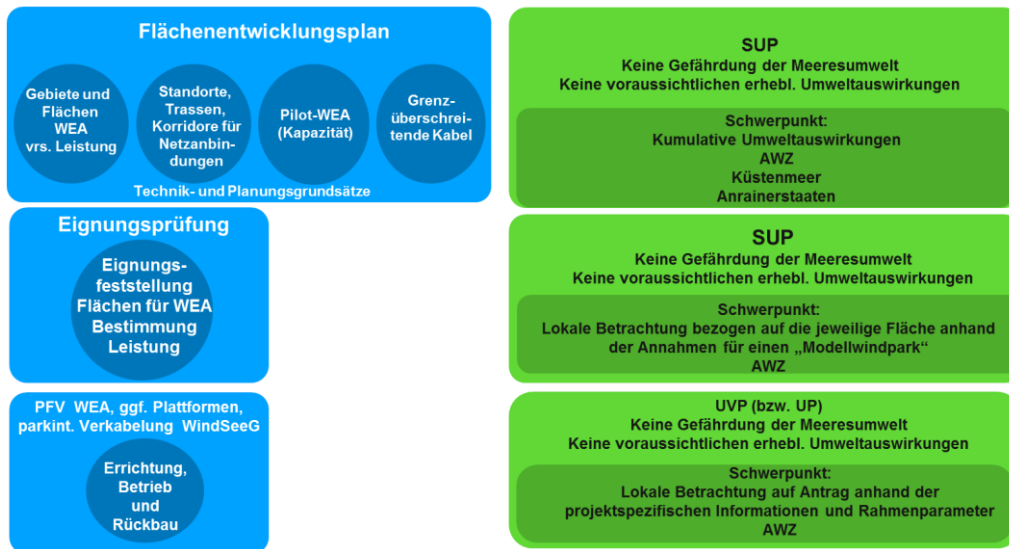 Flächenentwicklungsplan
Gebiete und
Flächen
WEA
vrs. Leistung
Standorte,
Trassen,
Korridore für
Netzanbin-
dungen
Pilot-WEA
(Kapazität)
Grenz-
überschrei-
tende Kabel
Technik- und Planungsgrundsätze
SUP
Keine Gefährdung der Meeresumwelt
Keine voraussichtlichen erhebl. Umweltauswirkungen
Schwerpunkt:
Kumulative Umweltauswirkungen
AWZ
Küstenmeer
Anrainerstaaten
Eignungsprüfung
Eignungs-
feststellung
Flächen für WEA
Bestimmung
Leistung
SUP
Keine Gefährdung der Meeresumwelt
Keine voraussichtlichen erhebl. Umweltauswirkungen
Schwerpunkt:
Lokale Betrachtung bezogen auf die jeweilige Fläche anhand
der Annahmen für einen „Modellwindpark“
AWZ
PFV WEA, ggf. Plattformen,
parkint. Verkabelung WindSeeG
Errichtung,
Betrieb
und
Rückbau
UVP (bzw. UP)
Keine Gefährdung der Meeresumwelt
Keine voraussichtlichen erhebl. Umweltauswirkungen
Schwerpunkt:
Lokale Betrachtung auf Antrag anhand der
projektspezifischen Informationen und Rahmenparameter
AWZ